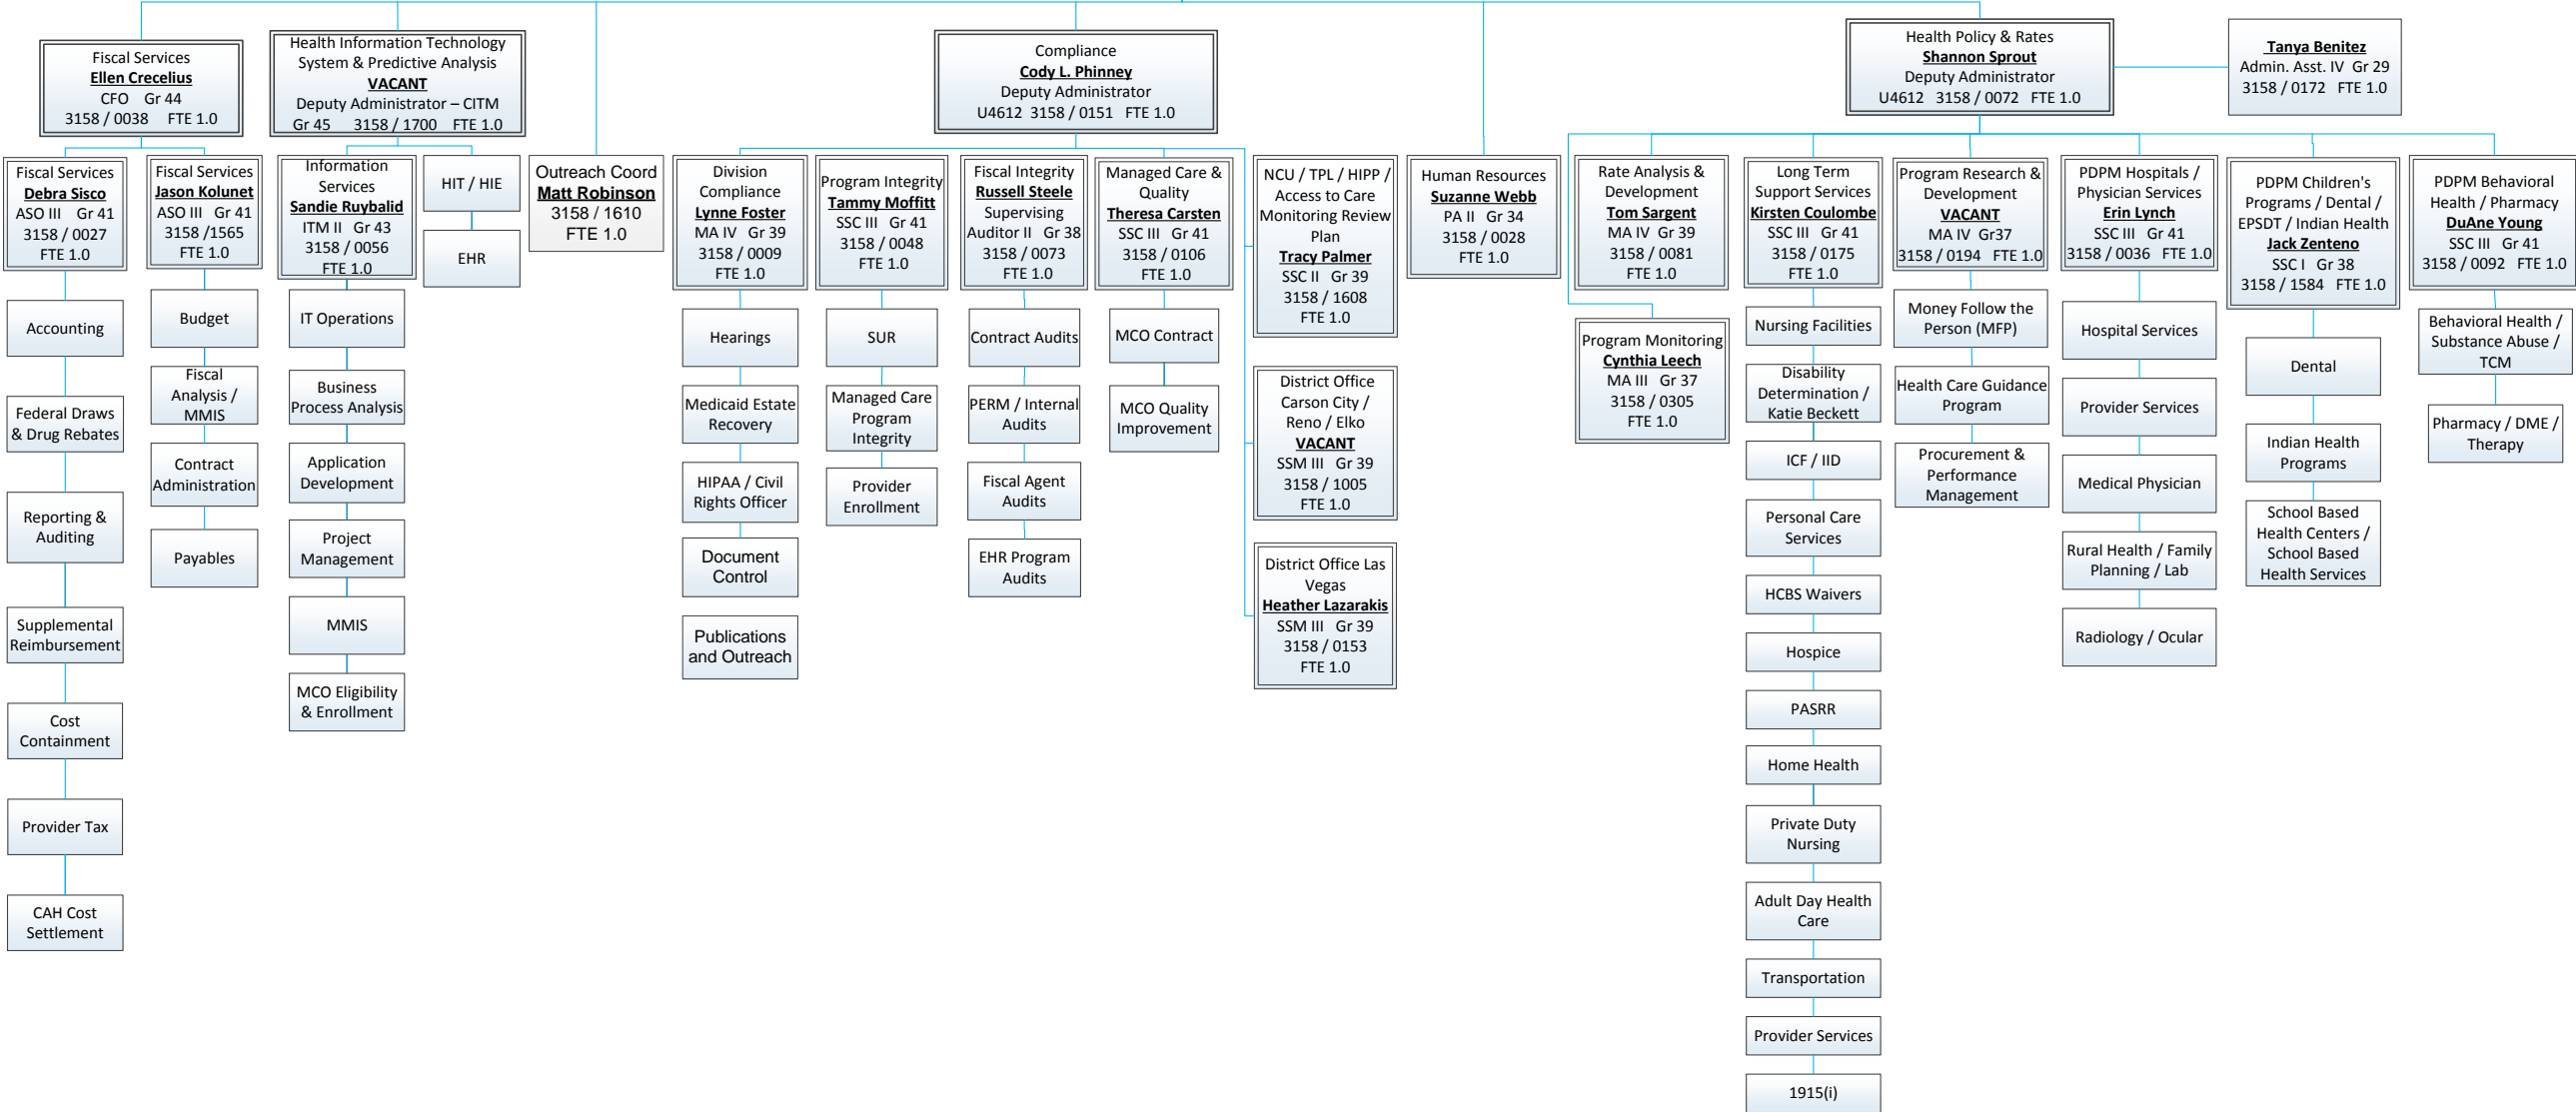 Fiscal Services
Ellen Crecelius
CFO Gr 44
3158 / 0038 FTE 1.0
Health Information Technology
System & Predictive Analysis
VACANT
Deputy Administrator – CITM
Gr 45 3158 / 1700 FTE 1.0
Compliance
Cody L. Phinney
Deputy Administrator
U4612 3158 / 0151 FTE 1.0
Health Policy & Rates
Shannon Sprout
Deputy Administrator
U4612 3158 / 0072 FTE 1.0
Tanya Benitez
Admin. Asst. IV Gr 29
3158 / 0172 FTE 1.0
Fiscal Services
Debra Sisco
ASO III Gr 41
3158 / 0027
FTE 1.0
Accounting
Federal Draws
& Drug Rebates
Reporting &
Auditing
Supplemental
Reimbursement
Cost
Containment
Provider Tax
CAH Cost
Settlement
Fiscal Services
Jason Kolunet
ASO III Gr 41
3158 /1565
FTE 1.0
Budget
Fiscal
Analysis /
MMIS
Contract
Administration
Payables
Information
Services
Sandie Ruybalid
ITM II Gr 43
3158 / 0056
FTE 1.0
IT Operations
Business
Process Analysis
Application
Development
Project
Management
MMIS
MCO Eligibility
& Enrollment
HIT / HIE
EHR
Outreach Coord
Matt Robinson
3158 / 1610
FTE 1.0
Division
Compliance
Lynne Foster
MA IV Gr 39
3158 / 0009
FTE 1.0
Hearings
Medicaid Estate
Recovery
HIPAA / Civil
Rights Officer
Document
Control
Publications
and Outreach
Program Integrity
Tammy Moffitt
SSC III Gr 41
3158 / 0048
FTE 1.0
SUR
Managed Care
Program
Integrity
Provider
Enrollment
Fiscal Integrity
Russell Steele
Supervising
Auditor II Gr 38
3158 / 0073
FTE 1.0
Contract Audits
PERM / Internal
Audits
Fiscal Agent
Audits
EHR Program
Audits
Managed Care &
Quality
Theresa Carsten
SSC III Gr 41
3158 / 0106
FTE 1.0
MCO Contract
MCO Quality
Improvement
NCU / TPL / HIPP /
Access to Care
Monitoring Review
Plan
Tracy Palmer
SSC II Gr 39
3158 / 1608
FTE 1.0
District Office
Carson City /
Reno / Elko
VACANT
SSM III Gr 39
3158 / 1005
FTE 1.0
District Office Las
Vegas
Heather Lazarakis
SSM III Gr 39
3158 / 0153
FTE 1.0
Human Resources
Suzanne Webb
PA II Gr 34
3158 / 0028
FTE 1.0
Rate Analysis &
Development
Tom Sargent
MA IV Gr 39
3158 / 0081
FTE 1.0
Program Monitoring
Cynthia Leech
MA III Gr 37
3158 / 0305
FTE 1.0
Long Term
Support Services
Kirsten Coulombe
SSC III Gr 41
3158 / 0175
FTE 1.0
Nursing Facilities
Disability
Determination /
Katie Beckett
ICF / IID
Personal Care
Services
HCBS Waivers
Hospice
PASRR
Home Health
Private Duty
Nursing
Adult Day Health
Care
Transportation
Provider Services
1915(i)
Program Research &
Development
VACANT
MA IV Gr37
3158 / 0194 FTE 1.0
Money Follow the
Person (MFP)
Health Care Guidance
Program
Procurement &
Performance
Management
PDPM Hospitals /
Physician Services
Erin Lynch
SSC III Gr 41
3158 / 0036 FTE 1.0
Hospital Services
Provider Services
Medical Physician
Rural Health / Family
Planning / Lab
Radiology / Ocular
PDPM Children's
Programs / Dental /
EPSDT / Indian Health
Jack Zenteno
SSC I Gr 38
3158 / 1584 FTE 1.0
Dental
Indian Health
Programs
School Based
Health Centers /
School Based
Health Services
PDPM Behavioral
Health / Pharmacy
DuAne Young
SSC III Gr 41
3158 / 0092 FTE 1.0
Behavioral Health /
Substance Abuse /
TCM
Pharmacy / DME /
Therapy